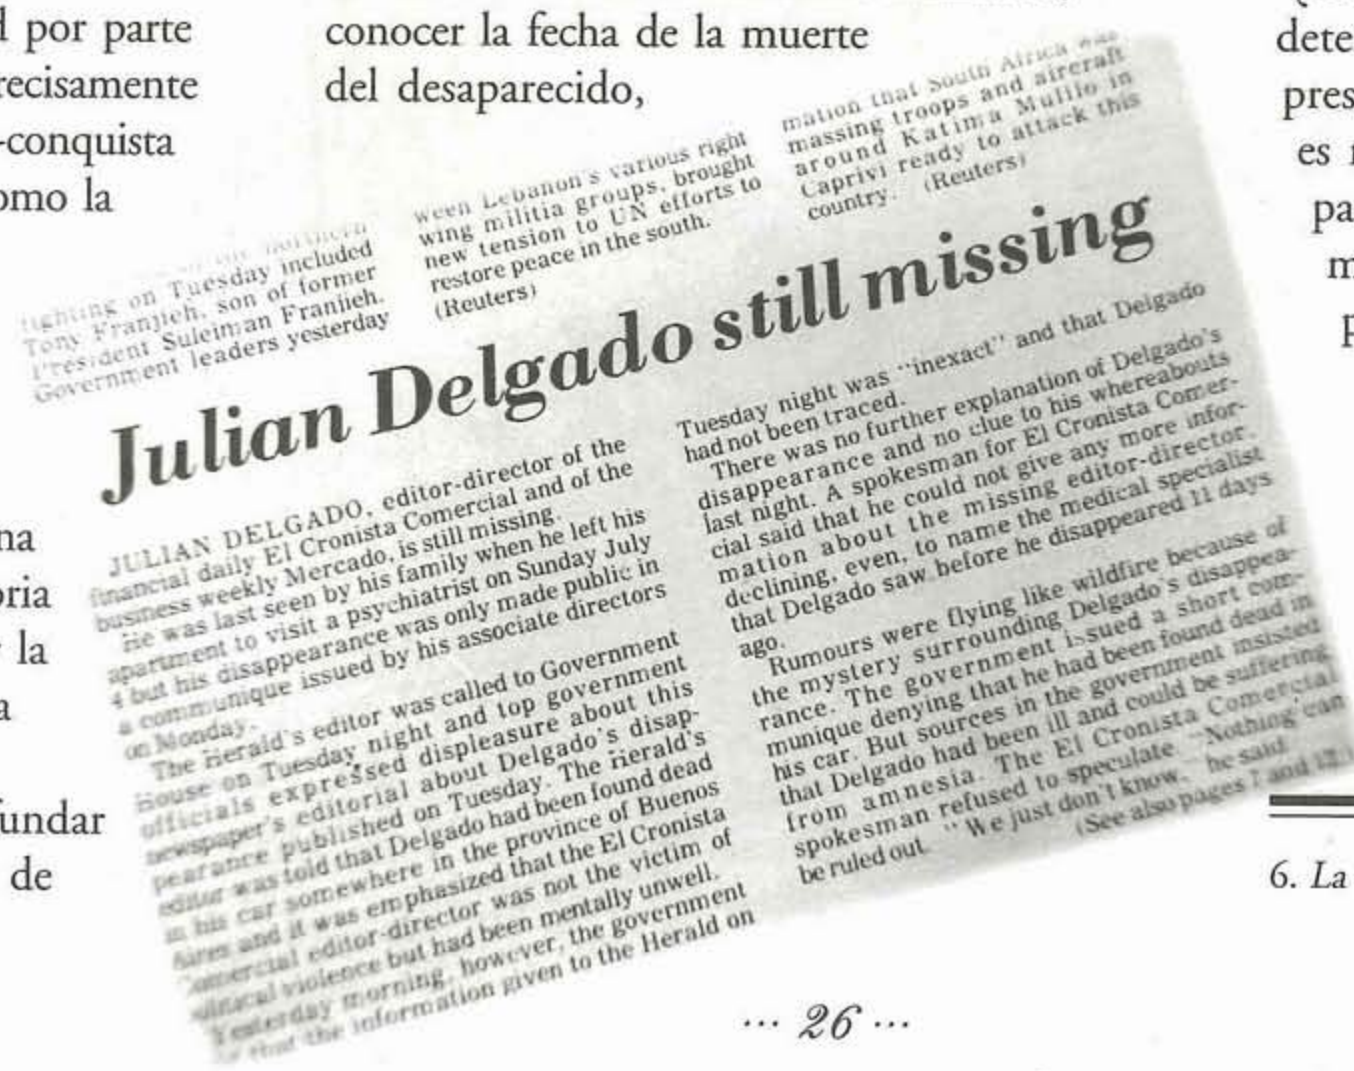 d por parte
recisamente
-conquista
omo la
conocer la fecha de la muerte
del desaparecido,
dete
pres
es
pa
m
p
na
oria
la
a
undar
de
fighting on Tuesday included
Tony Franjieh, son of former
President Suleiman Franjieh.
Government leaders yesterday
ween Lebanon's various right
wing militia groups, brought
new tension to UN efforts to
restore peace in the south.
(Reuters)
mation that South Africa was
massing troops and aircraft
around Katima Mulilo in
Caprivi ready to attack this
country. (Reuters)
Julian Delgado still missing
JULIAN DELGADO, editor-director of the
financial daily El Cronista Comercial and of the
business weekly Mercado, is still missing.
He was last seen by his family when he left his
apartment to visit a psychiatrist on Sunday July
4 but his disappearance was only made public in
a communique issued by his associate directors
on Monday.
The Herald's editor was called to Government
House on Tuesday night and top government
officials expressed displeasure about this
newspaper's editorial about Delgado's disap-
pearance published on Tuesday. The Herald's
editor was told that Delgado had been found dead
in his car somewhere in the province of Buenos
Aires and it was emphasized that the El Cronista
Comercial editor-director was not the victim of
political violence but had been mentally unwell.
Yesterday morning, however, the government
that the information given to the Herald on
Tuesday night was "inexact" and that Delgado
had not been traced.
There was no further explanation of Delgado's
disappearance and no clue to his whereabouts
last night. A spokesman for El Cronista Comer-
cial said that he could not give any more infor-
mation about the missing editor-director,
declining, even, to name the medical specialist
that Delgado saw before he disappeared 11 days
ago.
Rumours were flying like wildfire because of
the mystery surrounding Delgado's disappea-
rance. The government issued a short com-
munique denying that he had been found dead in
his car. But sources in the government insisted
that Delgado had been ill and could be suffering
from amnesia. The El Cronista Comercial
spokesman refused to speculate. "Nothing can
be ruled out. "We just don't know," he said.
(See also pages 7 and 12.)
6. La
··· 26 ···